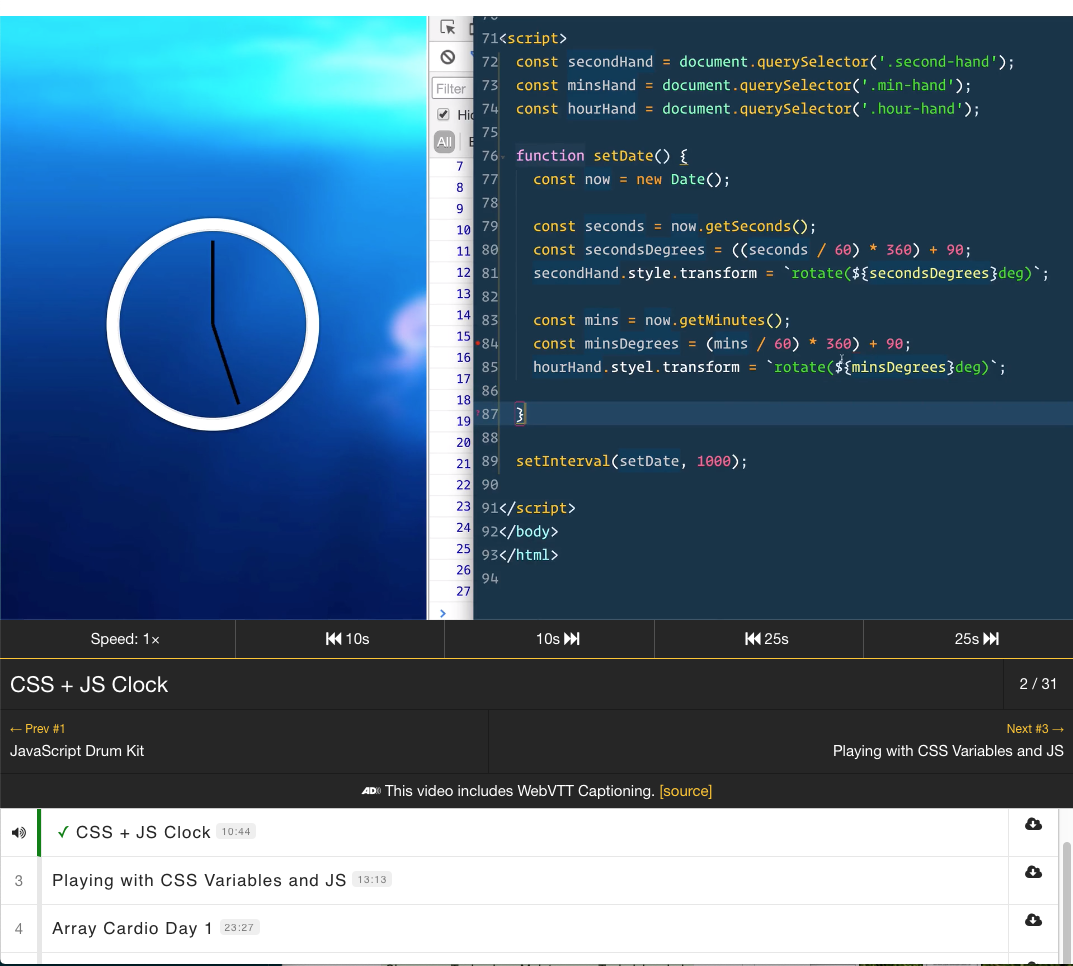 71<script>
72 const secondHand = document.querySelector('.second-hand');
73 const minsHand = document.querySelector('.min-hand');
74 const hourHand = document.querySelector('.hour-hand');
75
76 function setDate() {
77 const now = new Date();
78
79 const seconds = now.getSeconds();
80 const secondsDegrees = ((seconds / 60) * 360) + 90;
81 secondHand.style.transform = `rotate(${secondsDegrees}deg)`;
82
83 const mins = now.getMinutes();
84 const minsDegrees = (mins / 60) * 360) + 90;
85 hourHand.styel.transform = `rotate(${minsDegrees}deg)`;
86
87 }
88
89 setInterval(setDate, 1000);
90
91</script>
92</body>
93</html>
94
Filter
All
7
8
9
10
11
12
13
14
15
16
17
18
19
20
21
22
23
24
25
26
27
>
Speed: 1×
10s
10s
25s
25s
CSS + JS Clock
2 / 31
← Prev #1
JavaScript Drum Kit
Next #3 →
Playing with CSS Variables and JS
AD This video includes WebVTT Captioning. [source]
✓ CSS + JS Clock 10:44
3 Playing with CSS Variables and JS 13:13
4 Array Cardio Day 1 23:27